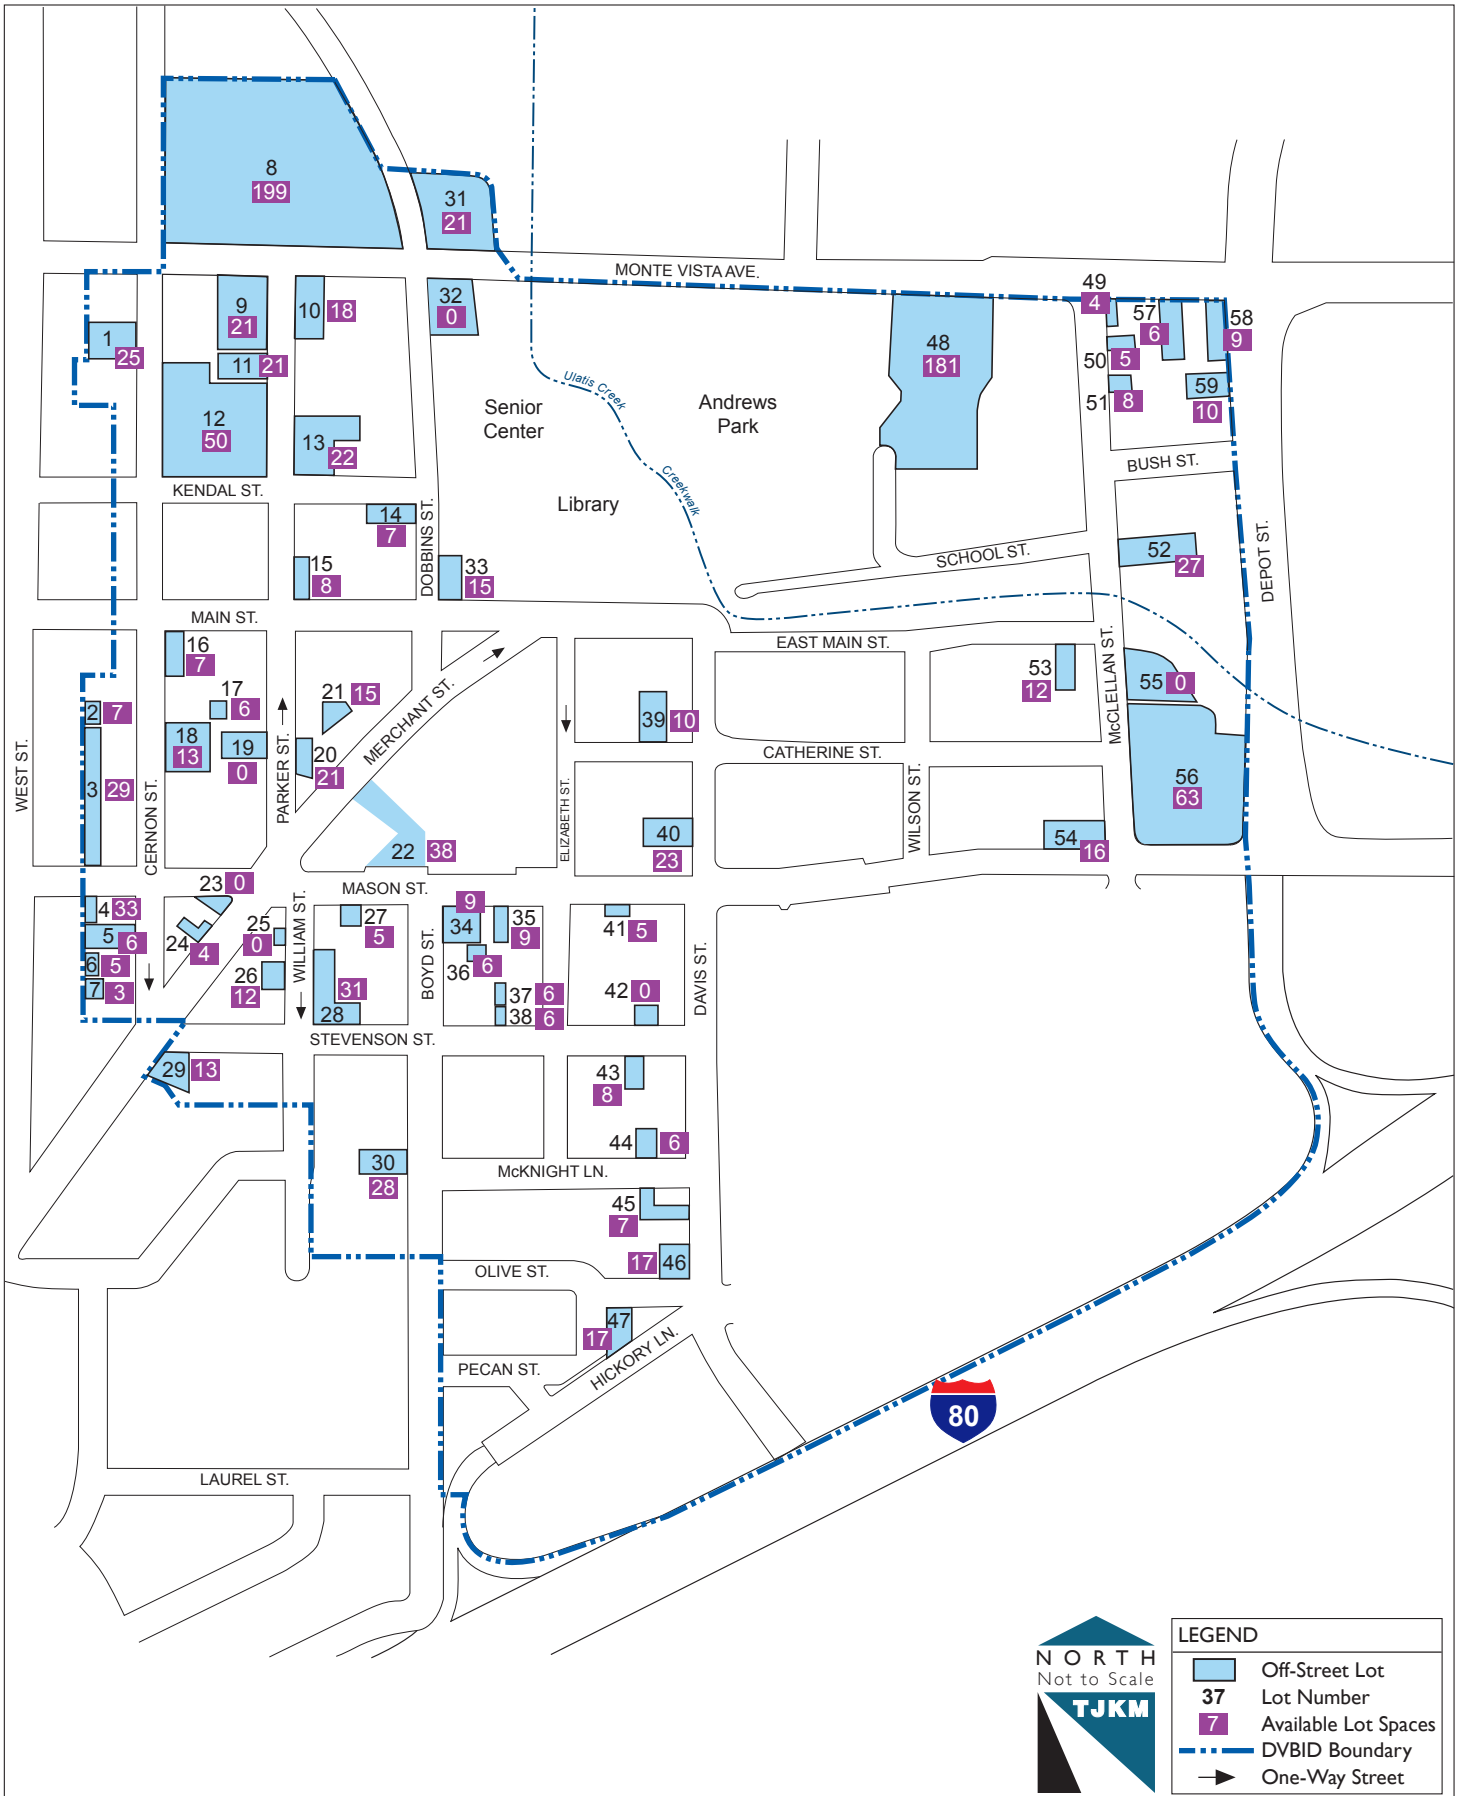 8
199
31
21
MONTE VISTA AVE.
1
25
9
21
11 21
12
50
10 18
13
22
32
0
KENDAL ST.
Senior
Center
Andrews
Park
Library
Ulatis Creek
Creekwalk
48
181
49
4
50 5
51 8
57
6
58
9
59
10
BUSH ST.
14
7
15
8
DOBBINS ST.
33
15
SCHOOL ST.
52
27
DEPOT ST.
MAIN ST.
EAST MAIN ST.
16
7
17
6
18
13
19
0
2 7
3 29
WEST ST.
CERNON ST.
PARKER ST.
21 15
20
21
MERCHANT ST.
22 38
ELIZABETH ST.
39 10
40
23
CATHERINE ST.
WILSON ST.
53
12
54
16
McCLELLAN ST.
55 0
56
63
23 0
24 4
4 33
5 6
6 5
7 3
25
0
26
12
WILLIAM ST.
MASON ST.
27
5
31
28
BOYD ST.
9
34
35
9
36 6
37 6
38 6
41 5
42 0
DAVIS ST.
STEVENSON ST.
29 13
30
28
43
8
44 6
McKNIGHT LN.
45
7
17 46
OLIVE ST.
47
17
HICKORY LN.
PECAN ST.
LAUREL ST.
80
NORTH
Not to Scale
TJKM
LEGEND
Off-Street Lot
37 Lot Number
7 Available Lot Spaces
DVBID Boundary
One-Way Street